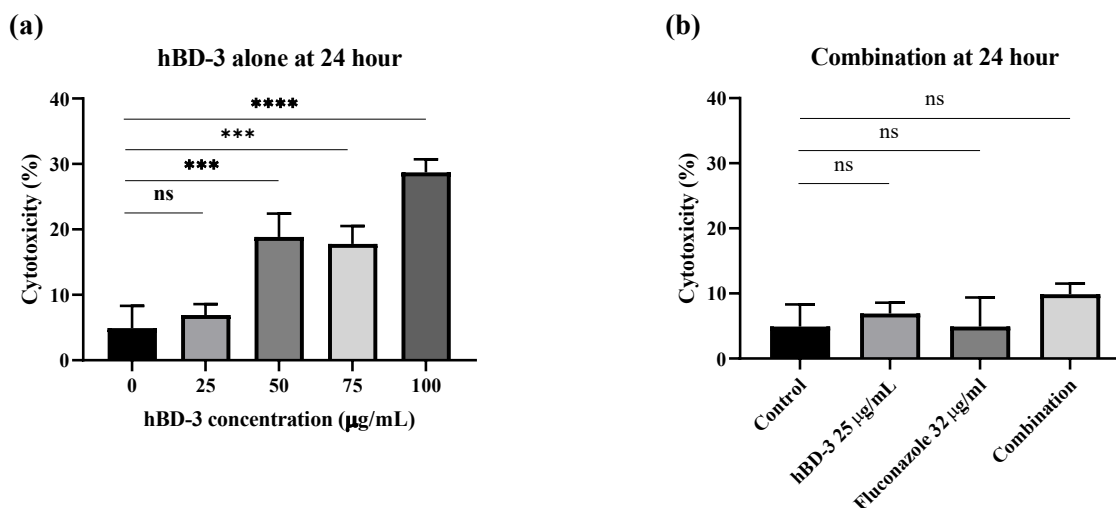 (a)
hBD-3 alone at 24 hour
Cytotoxicity (%)
40
30
20
10
0
****
***
***
ns
0 25 50 75 100
hBD-3 concentration (µg/mL)
(b)
Combination at 24 hour
Cytotoxicity (%)
40
30
20
10
0
ns
ns
ns
Control
hBD-3 25 µg/mL
Fluconazole 32 µg/ml
Combination